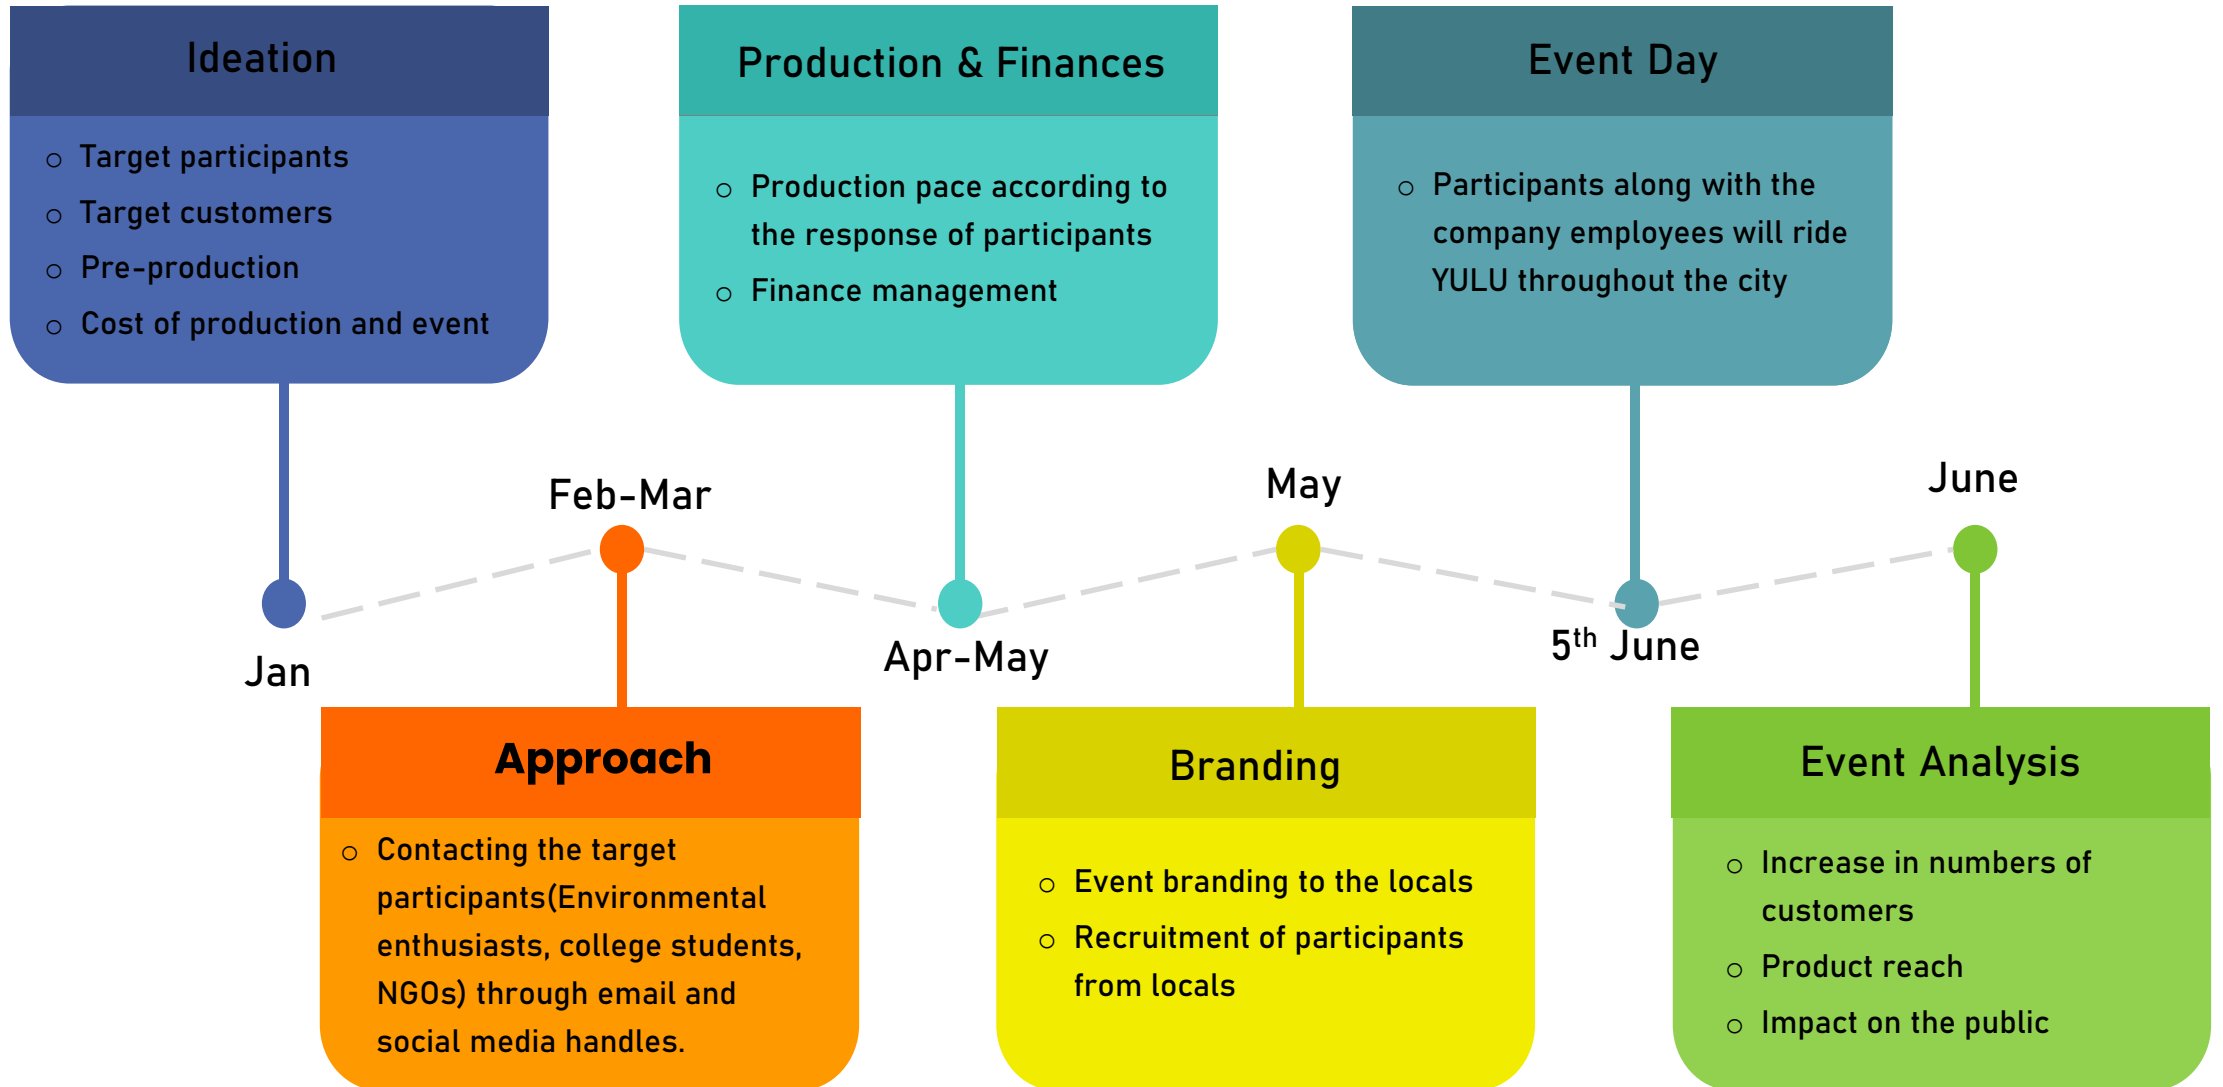 Ideation
○ Target participants
○ Target customers
○ Pre-production
○ Cost of production and event
Jan
Feb-Mar
Approach
○ Contacting the target
participants(Environmental
enthusiasts, college students,
NGOs) through email and
social media handles.
Production & Finances
○ Production pace according to
the response of participants
○ Finance management
Apr-May
May
Branding
○ Event branding to the locals
○ Recruitment of participants
from locals
Event Day
○ Participants along with the
company employees will ride
YULU throughout the city
5th June
June
Event Analysis
○ Increase in numbers of
customers
○ Product reach
○ Impact on the public